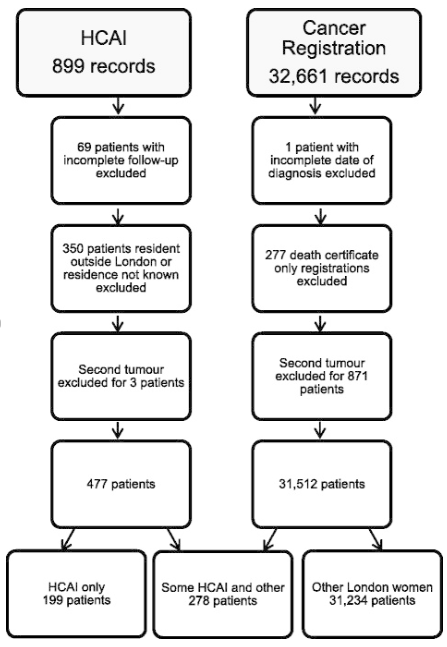 HCAI
899 records
Cancer
Registration
32,661 records
69 patients with
incomplete follow-up
excluded
1 patient with
incomplete date of
diagnosis excluded
350 patients resident
outside London or
residence not known
excluded
277 death certificate
only registrations
excluded
Second tumour
excluded for 3 patients
Second tumour
excluded for 871
patients
477 patients
31,512 patients
HCAI only
199 patients
Some HCAI and other
278 patients
Other London women
31,234 patients